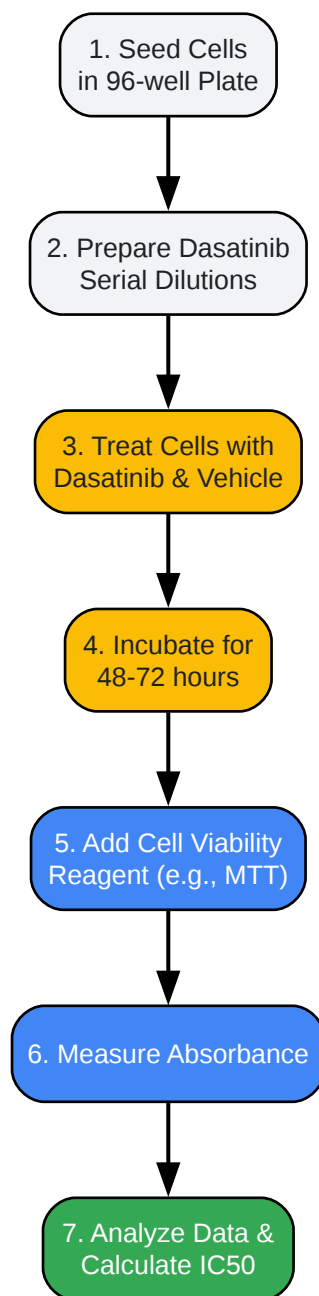 1. Seed Cells
in 96-well Plate
2. Prepare Dasatinib
Serial Dilutions
3. Treat Cells with
Dasatinib & Vehicle
4. Incubate for
48-72 hours
5. Add Cell Viability
Reagent (e.g., MTT)
6. Measure Absorbance
7. Analyze Data &
Calculate IC50